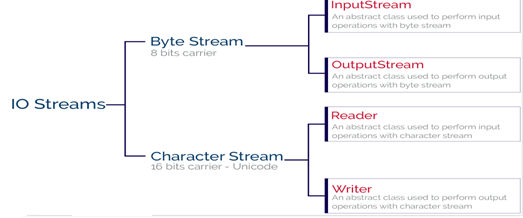 InputStream
An abstract class used to perform input
operations with byte stream
Byte Stream
8 bits carrier
OutputStream
An abstract class used to perform output
operations with byte stream
IO Streams
Reader
An abstract class used to perform input
operations with character stream
Character Stream
16 bits carrier - Unicode
Writer
An abstract class used to perform output
operations with character stream